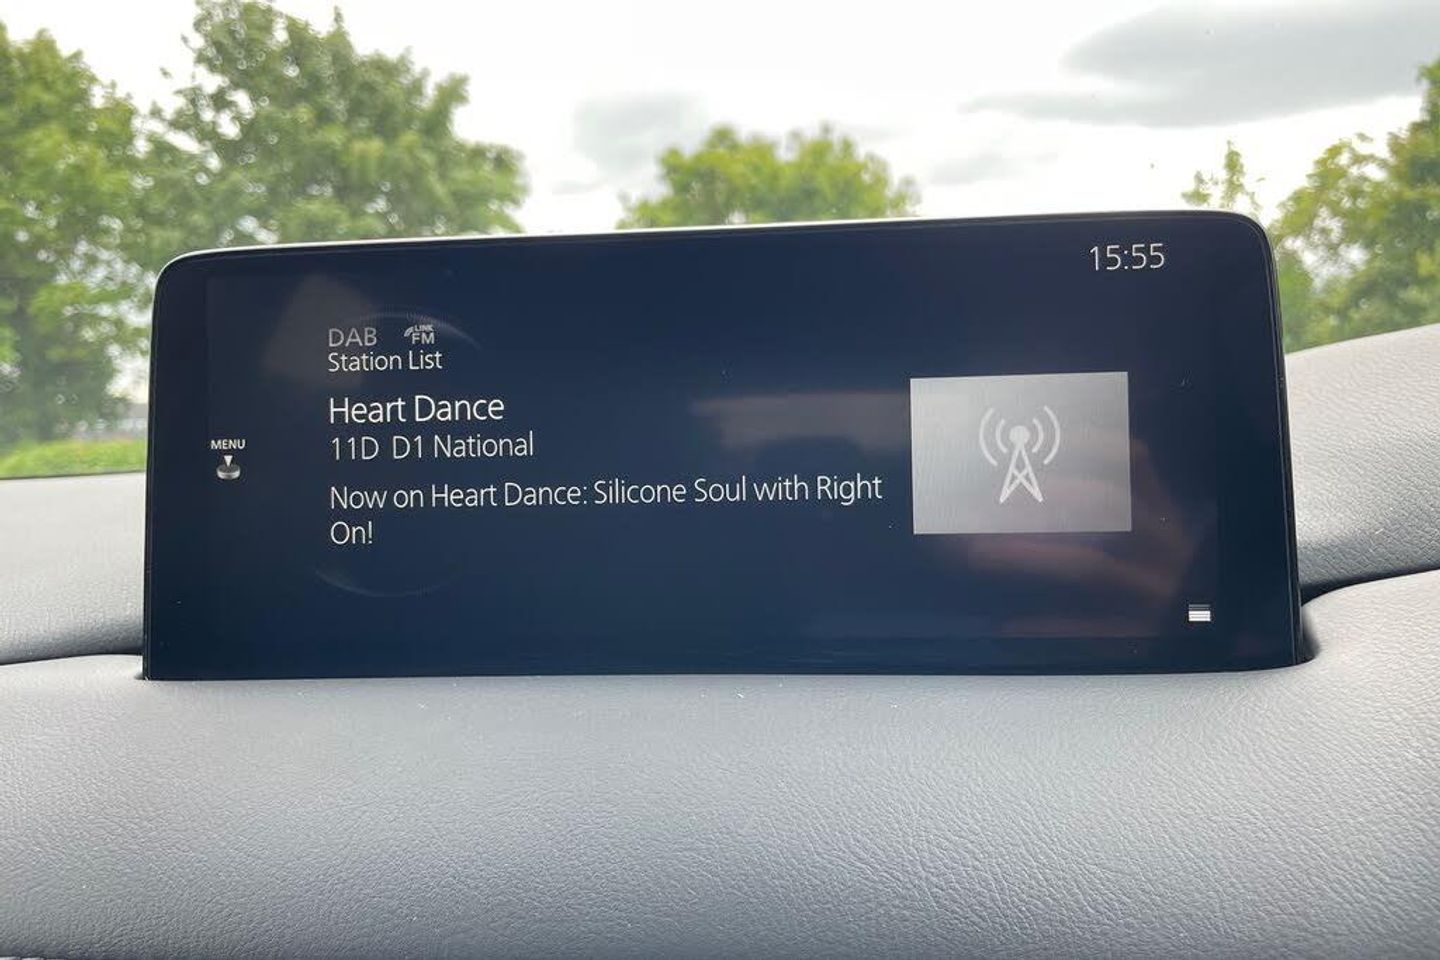 15:55
DAB LINK FM
Station List
Heart Dance
11D D1 National
MENU
Now on Heart Dance: Silicone Soul with Right
On!